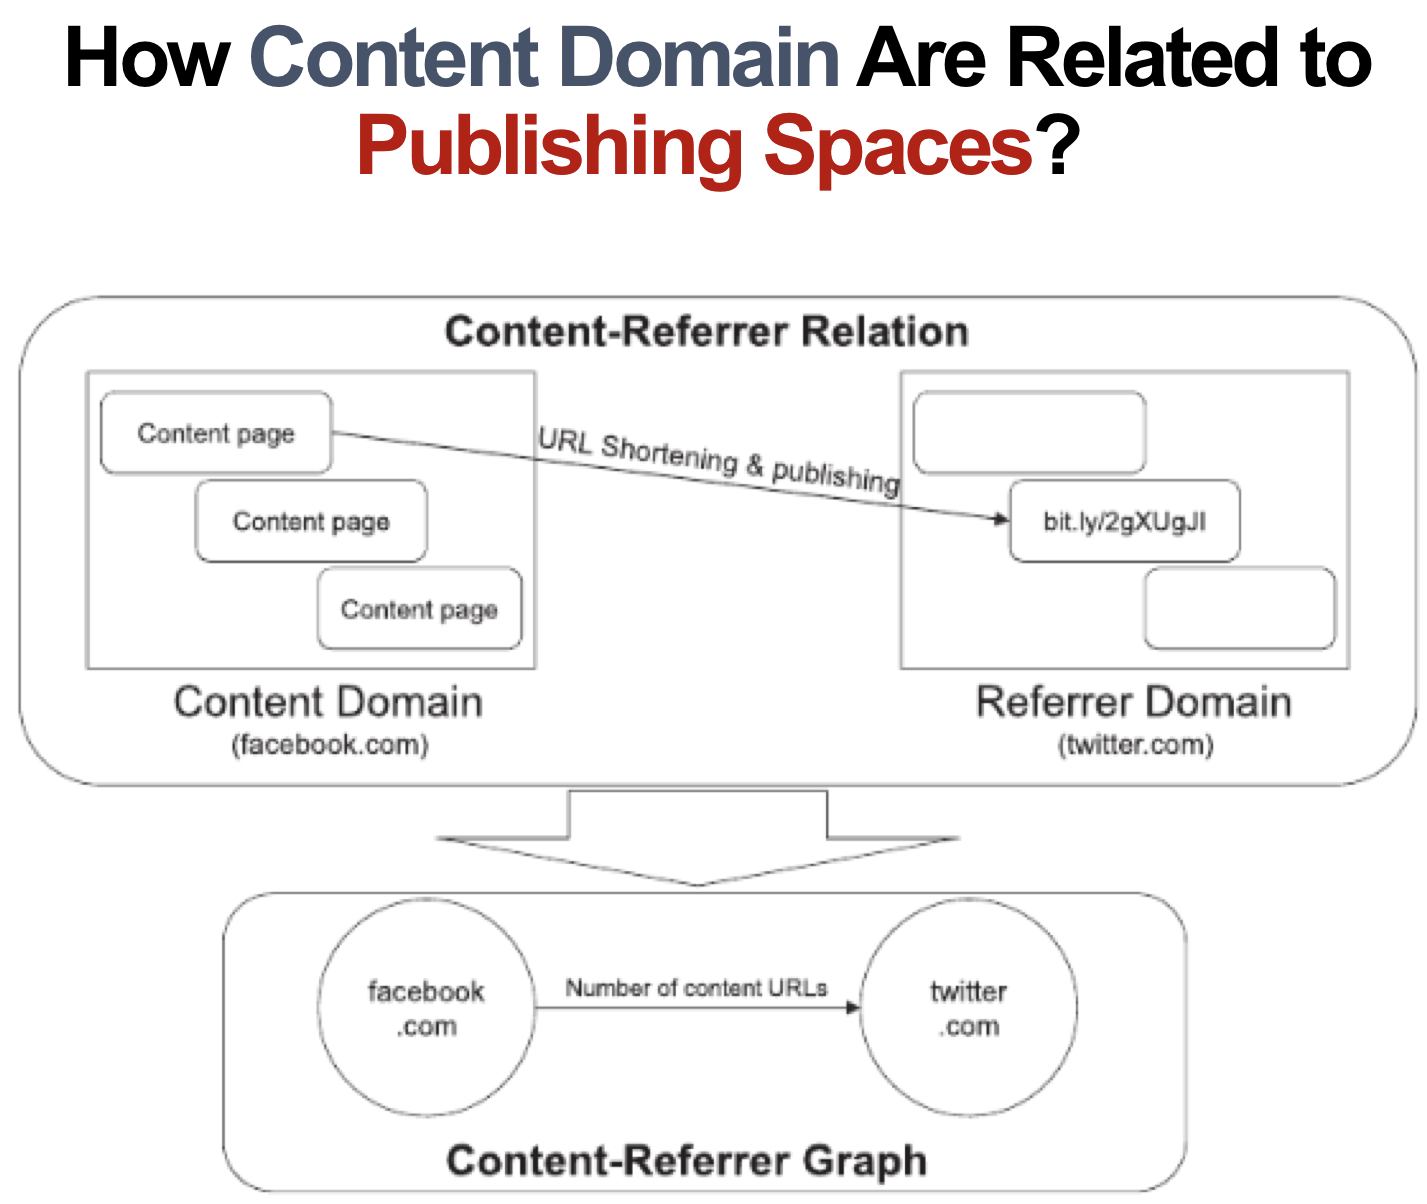 How Content Domain Are Related to
Publishing Spaces?
Content-Referrer Relation
Content page
URL Shortening & publishing
Content page
bit.ly/2gXUgJI
Content page
Content Domain
(facebook.com)
Referrer Domain
(twitter.com)
facebook
.com
Number of content URLs
twitter
.com
Content-Referrer Graph